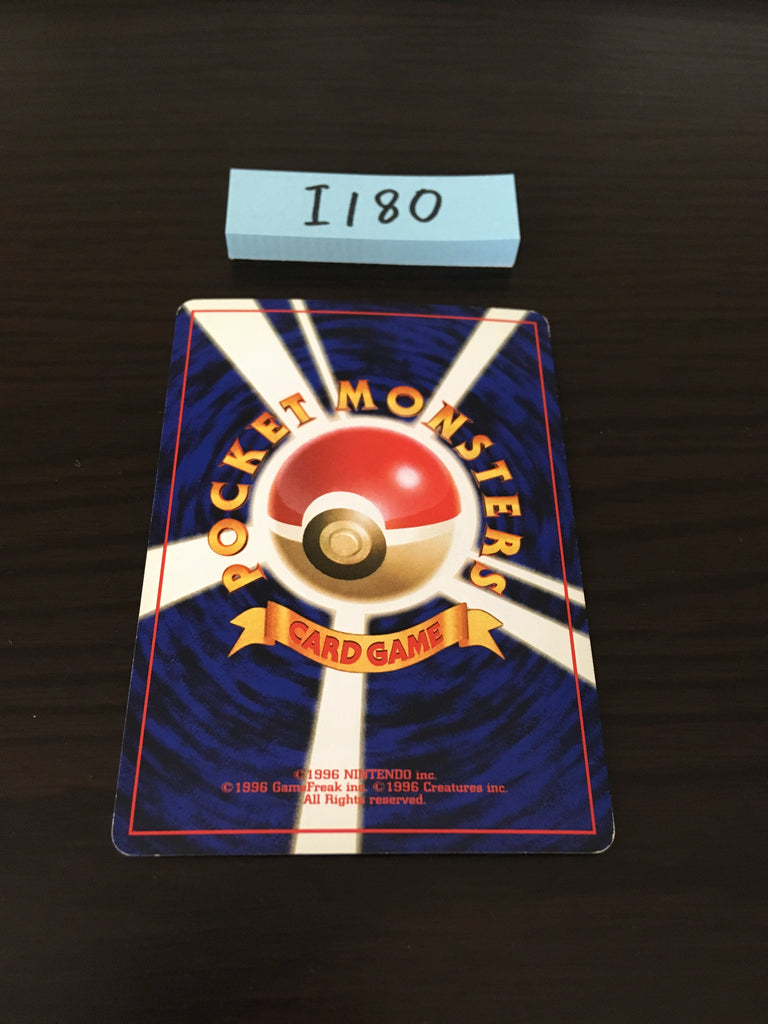 I180
POCKET MONSTERS
CARD GAME
©1996 NINTENDO inc.
©1996 GameFreak inc. ©1996 Creatures inc.
All Rights reserved.